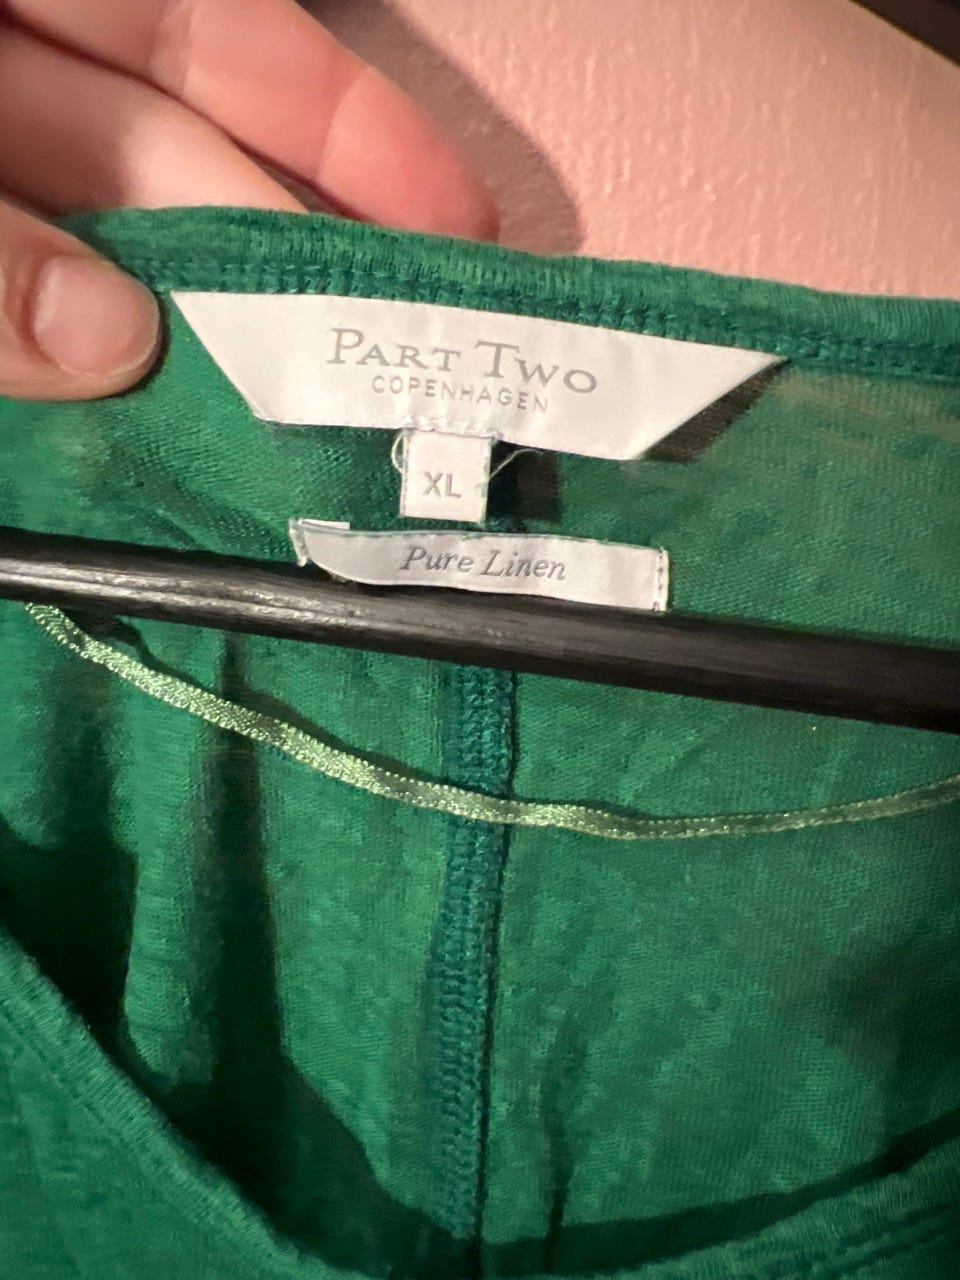 PART TWO
COPENHAGEN
XL
Pure Linen